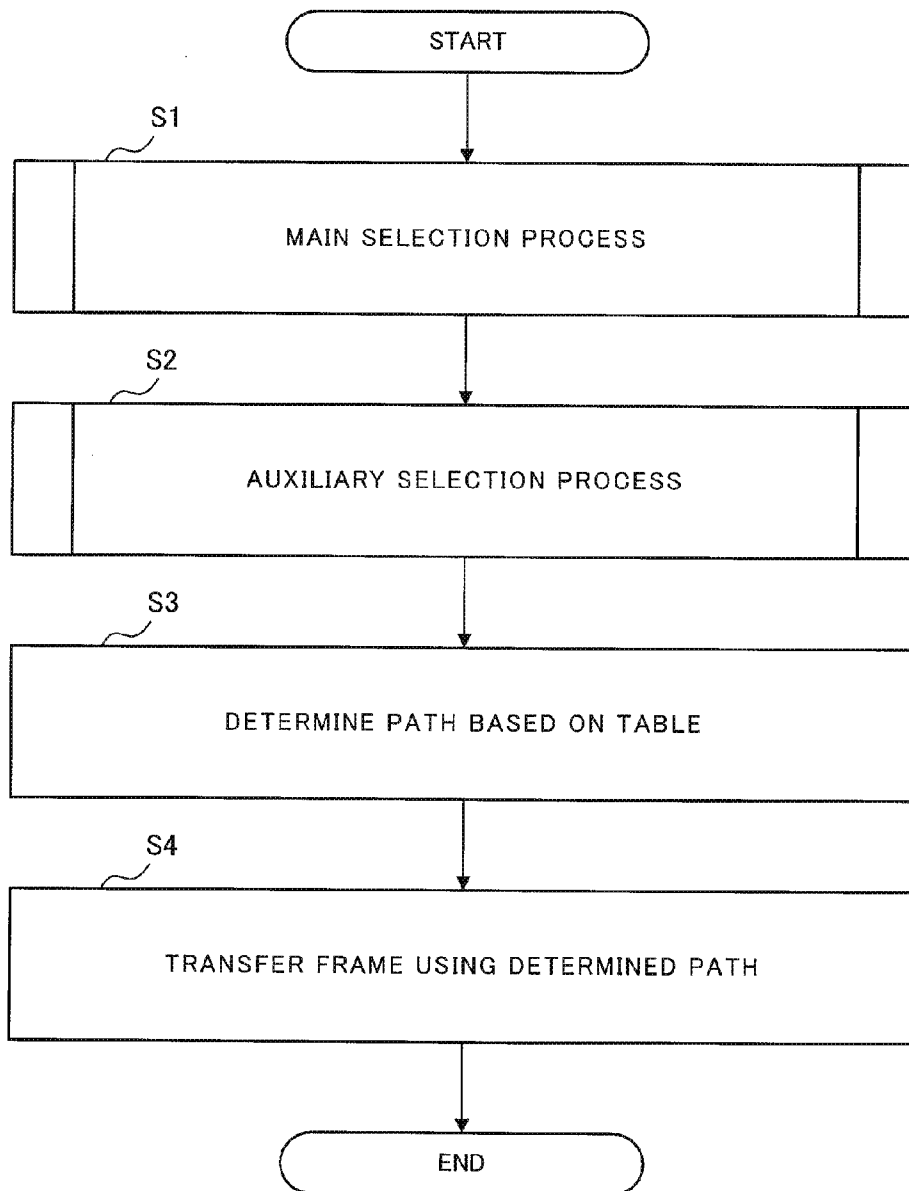 START
S1
MAIN SELECTION PROCESS
S2
AUXILIARY SELECTION PROCESS
S3
DETERMINE PATH BASED ON TABLE
S4
TRANSFER FRAME USING DETERMINED PATH
END